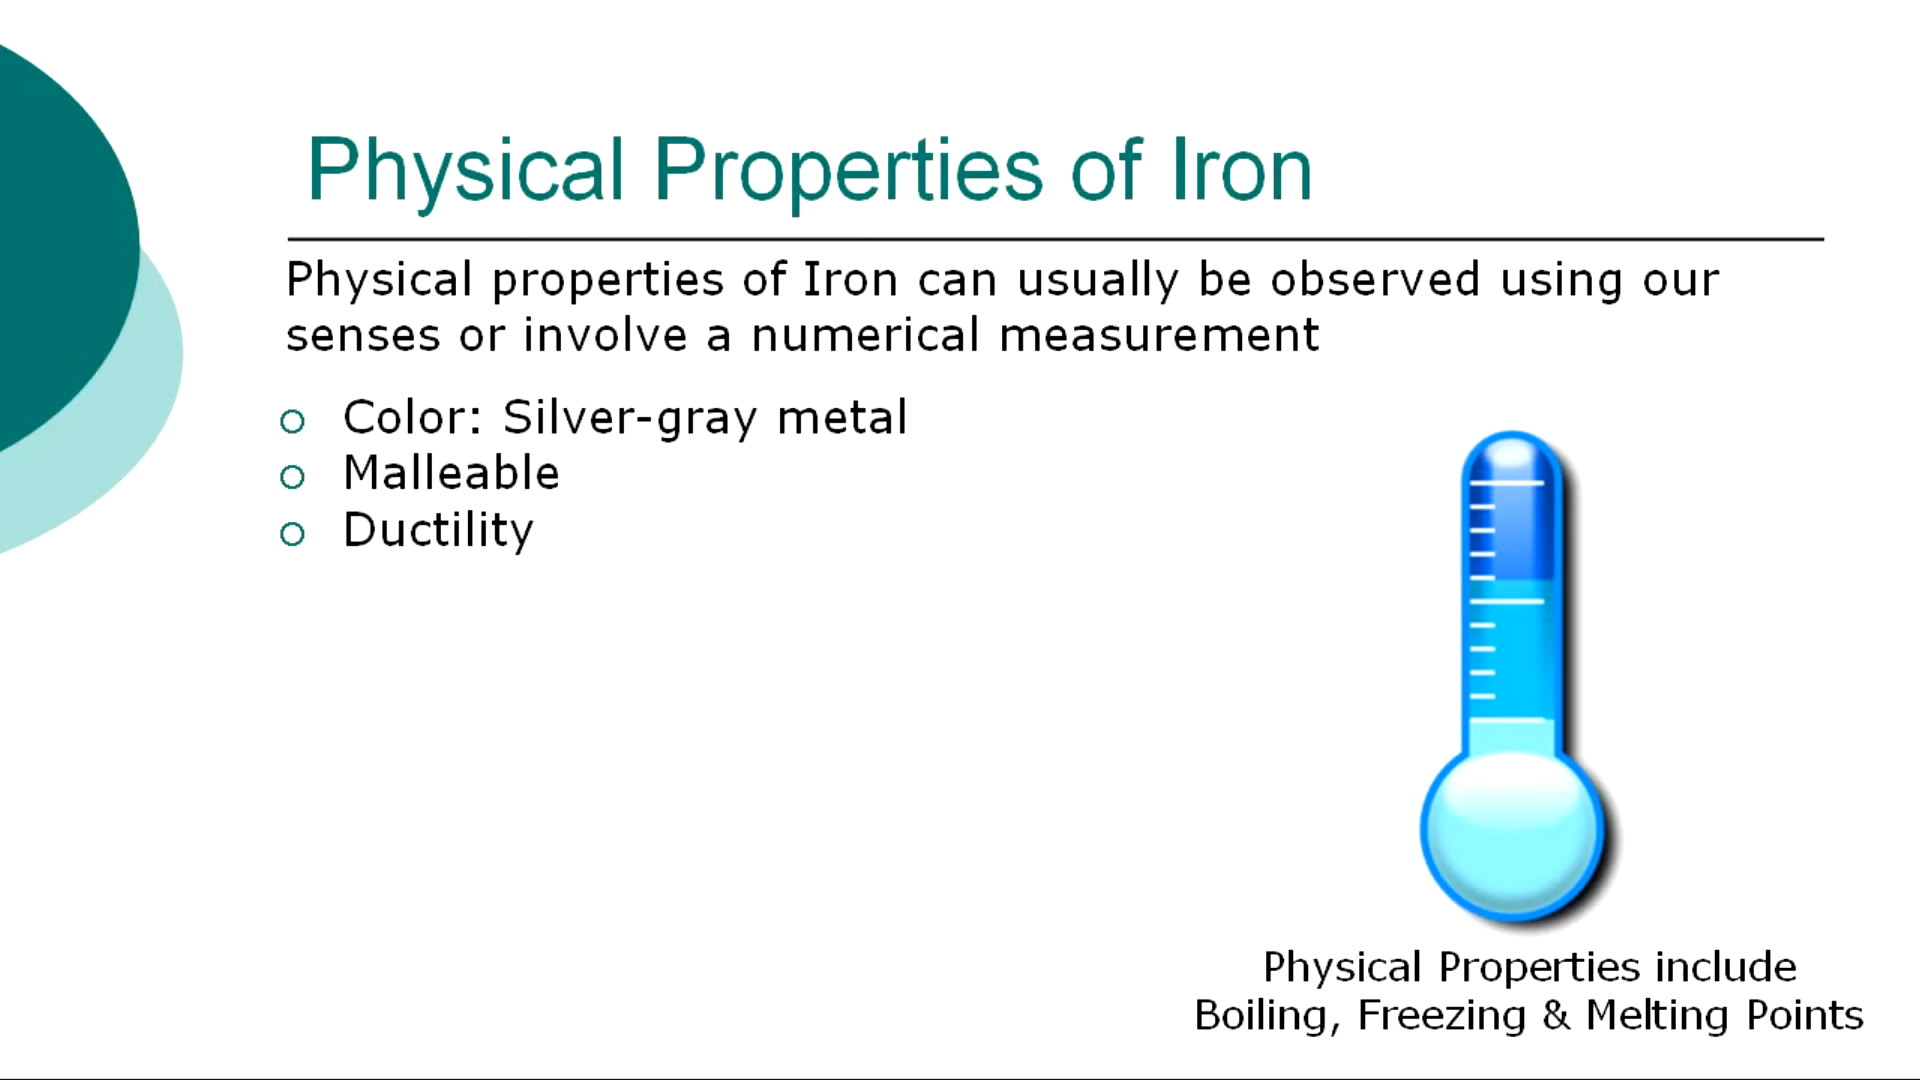 Physical Properties of Iron
Physical properties of Iron can usually be observed using our
senses or involve a numerical measurement
Color: Silver-gray metal
Malleable
Ductility
Physical Properties include
Boiling, Freezing & Melting Points